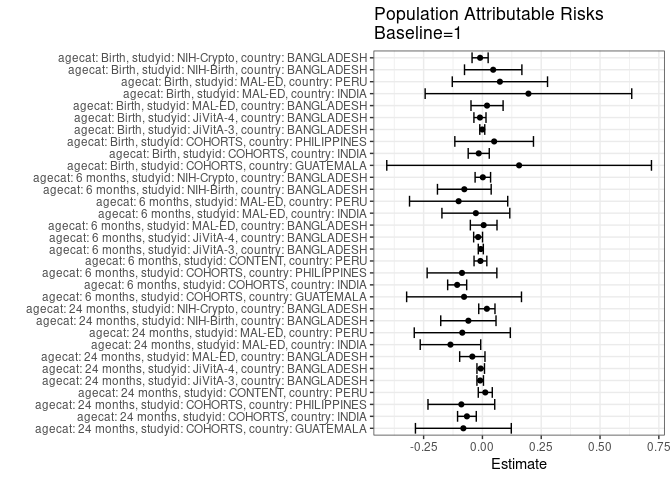 Population Attributable Risks
Baseline=1
agecat: Birth, studyid: NIH-Crypto, country: BANGLADESH
agecat: Birth, studyid: NIH-Birth, country: BANGLADESH
agecat: Birth, studyid: MAL-ED, country: PERU
agecat: Birth, studyid: MAL-ED, country: INDIA
agecat: Birth, studyid: MAL-ED, country: BANGLADESH
agecat: Birth, studyid: JiVitA-4, country: BANGLADESH
agecat: Birth, studyid: JiVitA-3, country: BANGLADESH
agecat: Birth, studyid: COHORTS, country: PHILIPPINES
agecat: Birth, studyid: COHORTS, country: INDIA
agecat: Birth, studyid: COHORTS, country: GUATEMALA
agecat: 6 months, studyid: NIH-Crypto, country: BANGLADESH
agecat: 6 months, studyid: NIH-Birth, country: BANGLADESH
agecat: 6 months, studyid: MAL-ED, country: PERU
agecat: 6 months, studyid: MAL-ED, country: INDIA
agecat: 6 months, studyid: MAL-ED, country: BANGLADESH
agecat: 6 months, studyid: JiVitA-4, country: BANGLADESH
agecat: 6 months, studyid: JiVitA-3, country: BANGLADESH
agecat: 6 months, studyid: CONTENT, country: PERU
agecat: 6 months, studyid: COHORTS, country: PHILIPPINES
agecat: 6 months, studyid: COHORTS, country: INDIA
agecat: 6 months, studyid: COHORTS, country: GUATEMALA
agecat: 24 months, studyid: NIH-Crypto, country: BANGLADESH
agecat: 24 months, studyid: NIH-Birth, country: BANGLADESH
agecat: 24 months, studyid: MAL-ED, country: PERU
agecat: 24 months, studyid: MAL-ED, country: INDIA
agecat: 24 months, studyid: MAL-ED, country: BANGLADESH
agecat: 24 months, studyid: JiVitA-4, country: BANGLADESH
agecat: 24 months, studyid: JiVitA-3, country: BANGLADESH
agecat: 24 months, studyid: CONTENT, country: PERU
agecat: 24 months, studyid: COHORTS, country: PHILIPPINES
agecat: 24 months, studyid: COHORTS, country: INDIA
agecat: 24 months, studyid: COHORTS, country: GUATEMALA
-0.25 0.00 0.25 0.50 0.75
Estimate